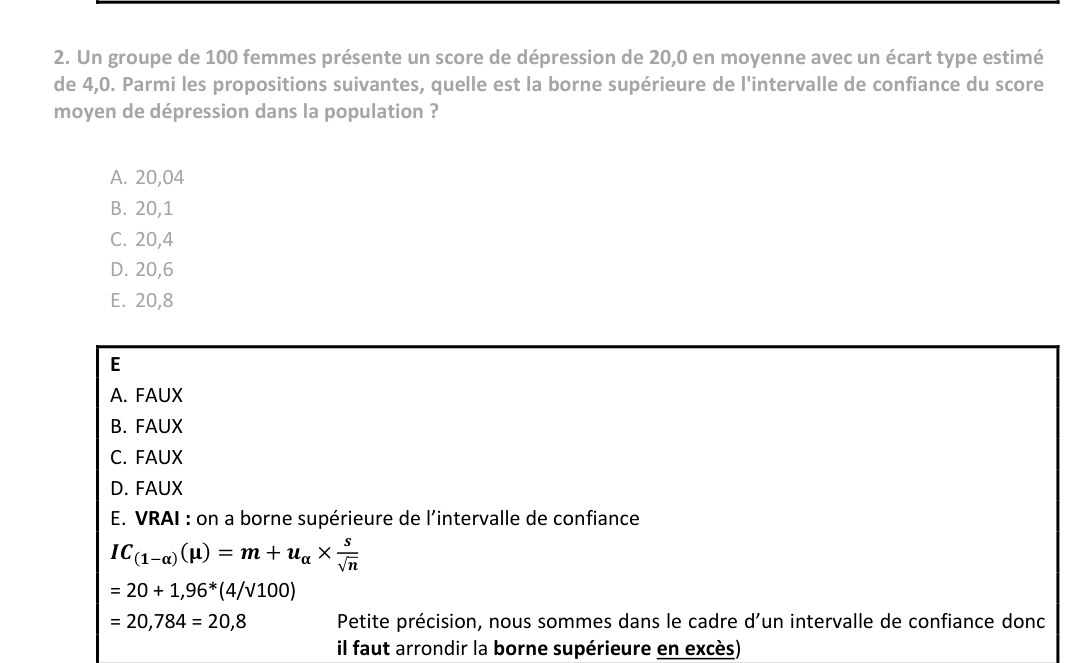 2. Un groupe de 100 femmes présente un score de dépression de 20,0 en moyenne avec un écart type estimé
de 4,0. Parmi les propositions suivantes, quelle est la borne supérieure de l'intervalle de confiance du score
moyen de dépression dans la population ?
A. 20,04
B. 20,1
C. 20,4
D. 20,6
E. 20,8
E
A. FAUX
B. FAUX
C. FAUX
D. FAUX
E. VRAI : on a borne supérieure de l’intervalle de confiance
IC(1−α)(μ) = m + uα × s/√n
= 20 + 1,96*(4/√100)
= 20,784 = 20,8 Petite précision, nous sommes dans le cadre d’un intervalle de confiance donc
il faut arrondir la borne supérieure en excès)